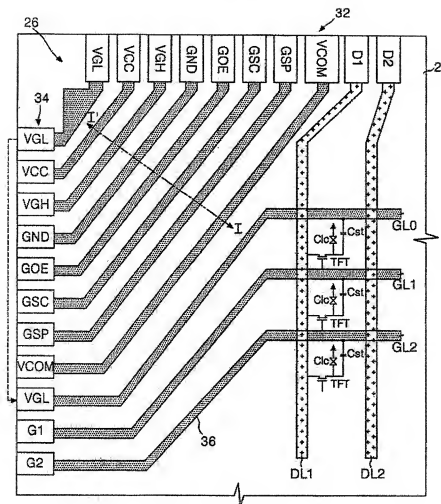 26
32
VGL
VCC
VGH
GND
GOE
GSC
GSP
VCOM
D1
D2
2
34
VGL
I'
VCC
VGH
I
GND
GL0
Clc
Cst
TFT
GOE
GL1
GSC
Clc
Cst
TFT
GSP
GL2
VCOM
Clc
Cst
TFT
VGL
G1
36
G2
DL1
DL2